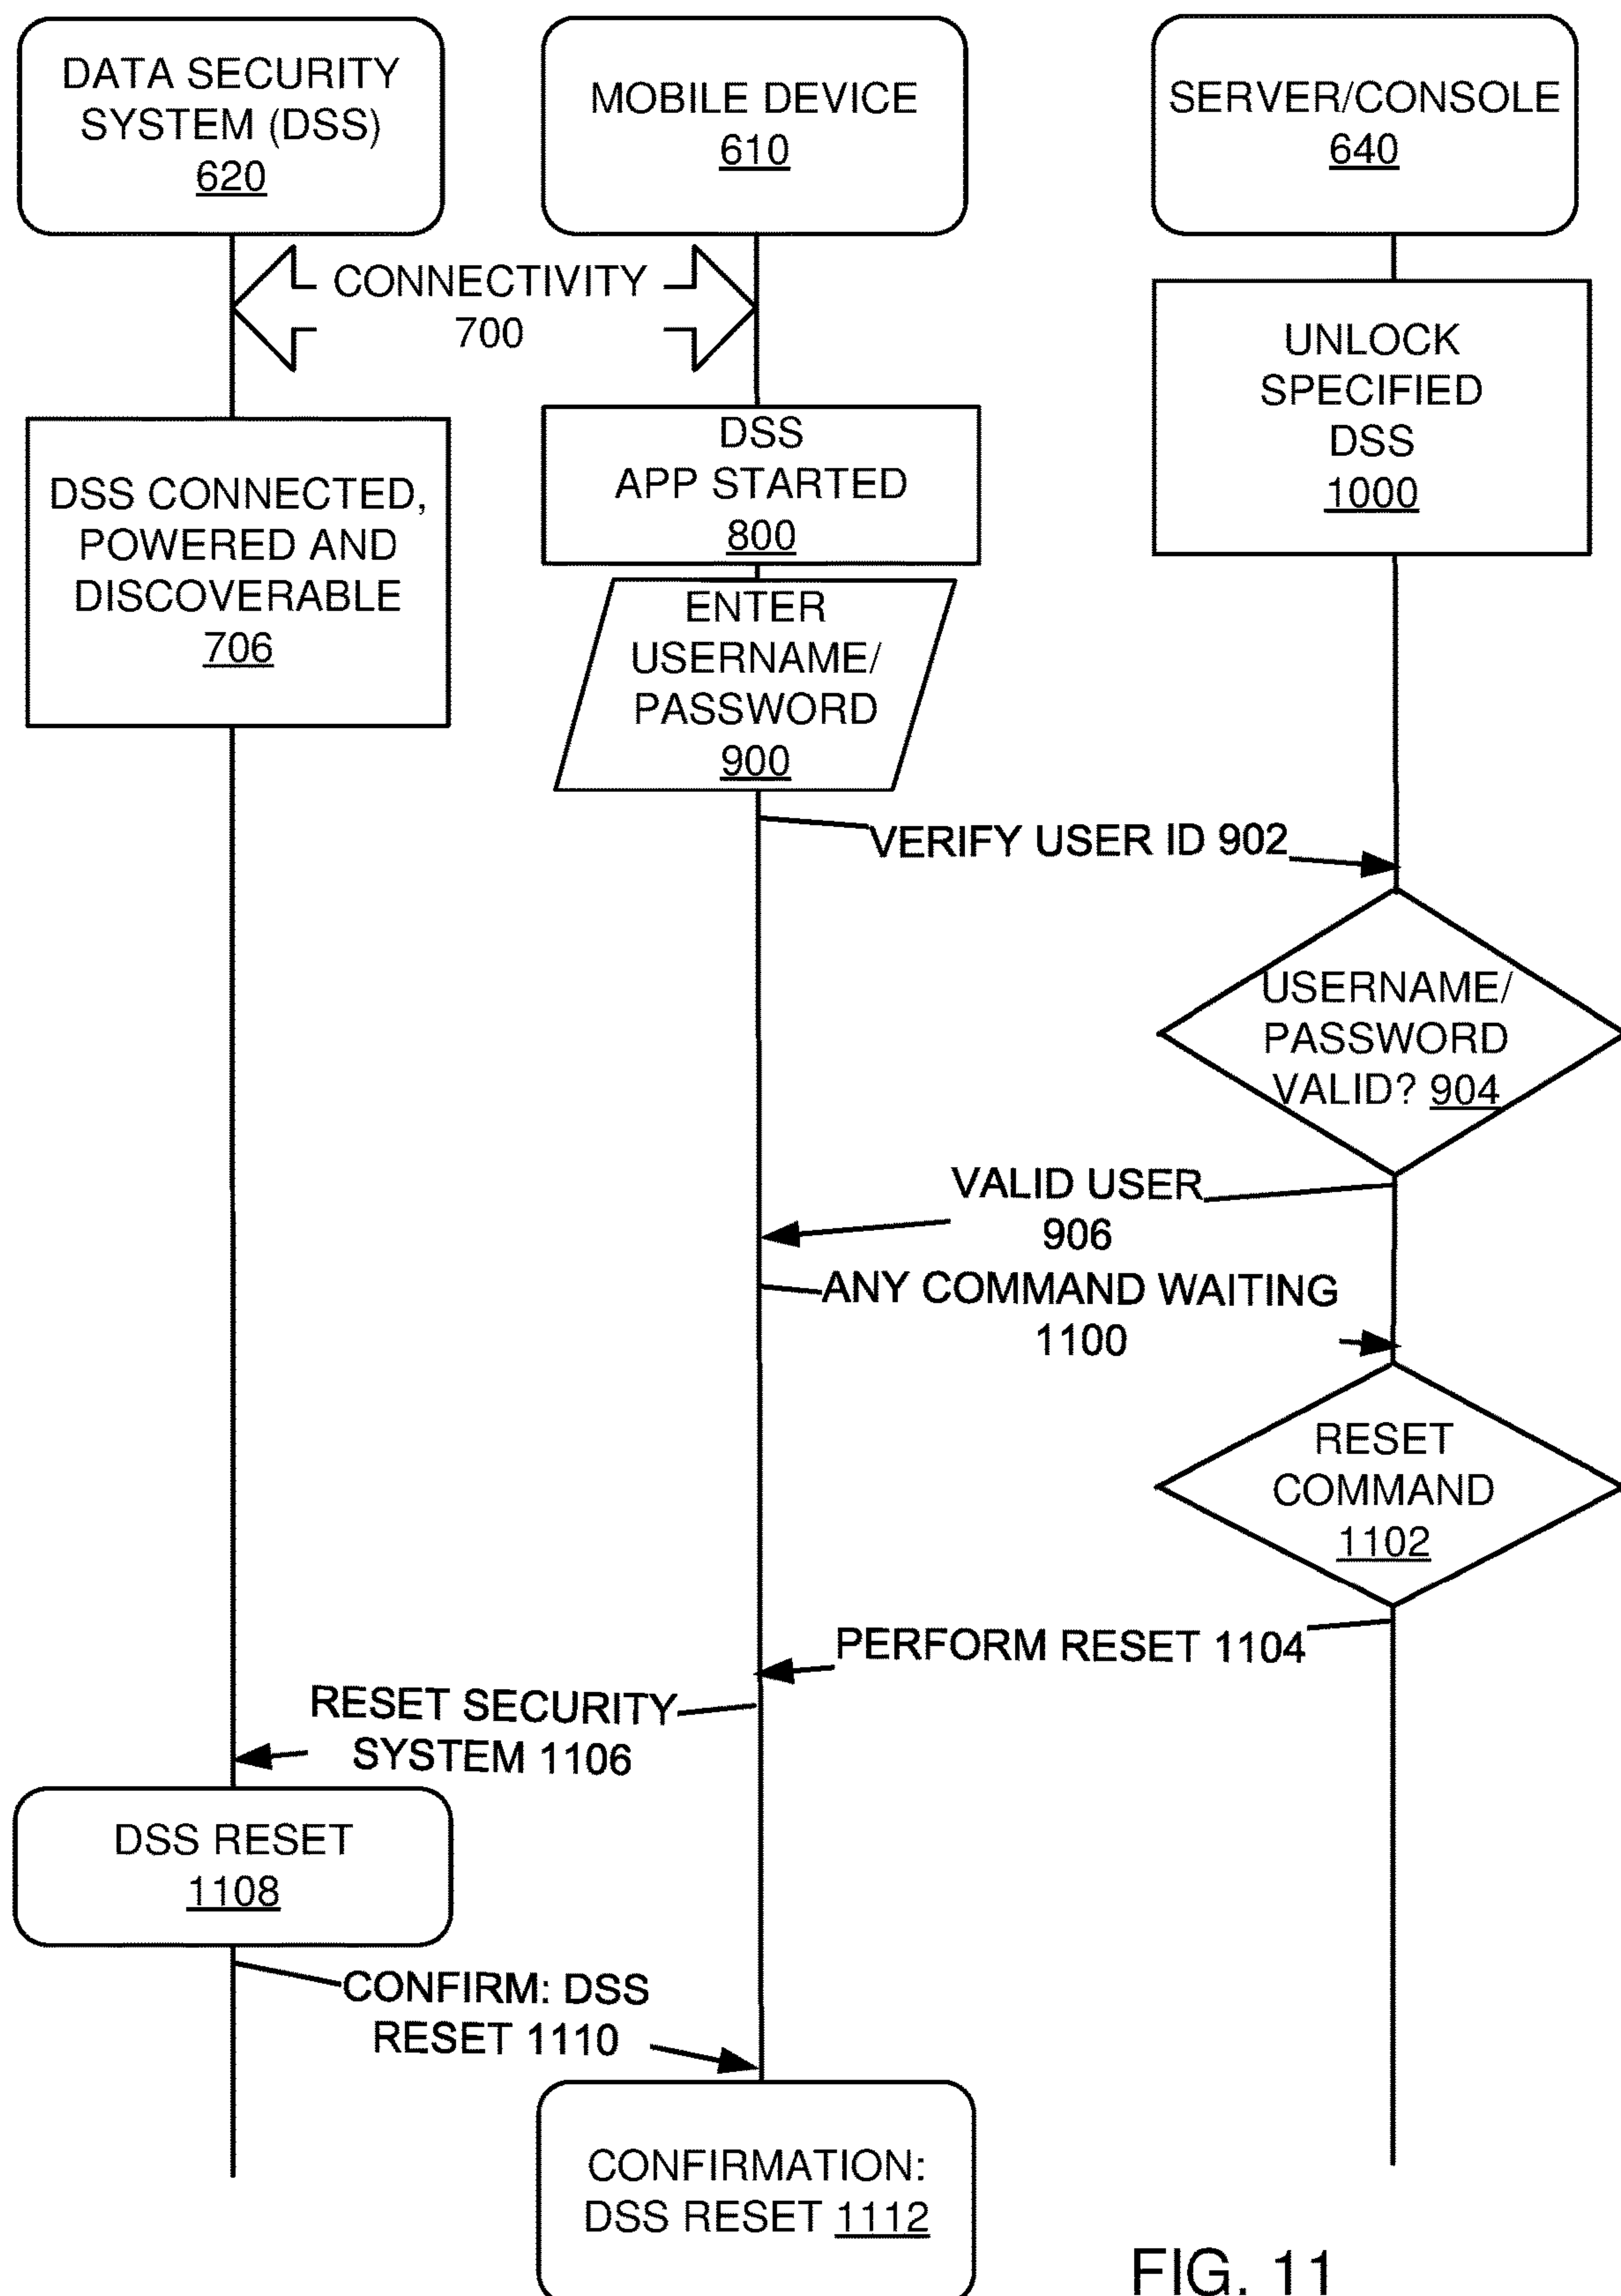 DATA SECURITY
SYSTEM (DSS)
620
MOBILE DEVICE
610
SERVER/CONSOLE
640
CONNECTIVITY
700
UNLOCK
SPECIFIED
DSS
1000
DSS CONNECTED,
POWERED AND
DISCOVERABLE
706
DSS
APP STARTED
800
ENTER
USERNAME/
PASSWORD
900
VERIFY USER ID 902
USERNAME/
PASSWORD
VALID? 904
VALID USER
906
ANY COMMAND WAITING
1100
RESET
COMMAND
1102
PERFORM RESET 1104
RESET SECURITY
SYSTEM 1106
DSS RESET
1108
CONFIRM: DSS
RESET 1110
CONFIRMATION:
DSS RESET 1112
FIG. 11